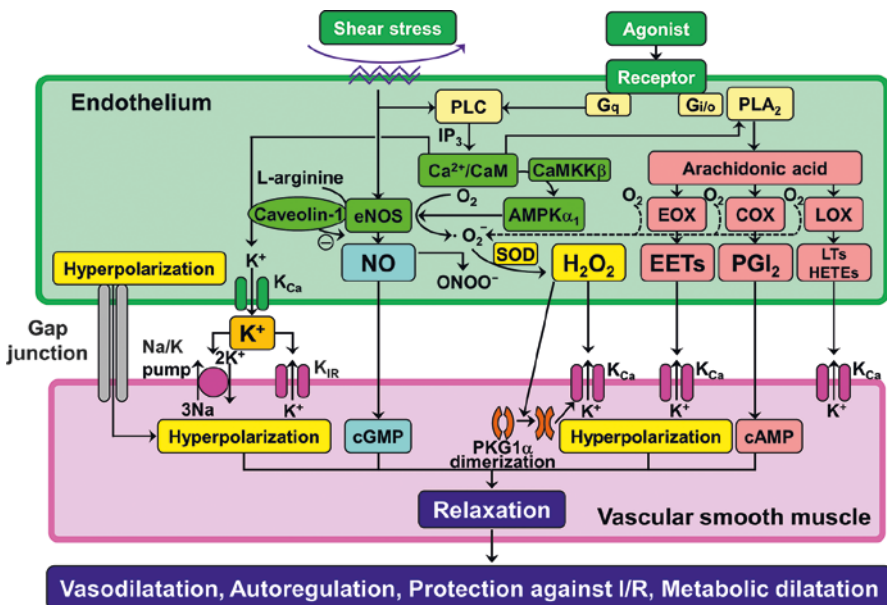 Shear stress
Agonist
Receptor
Endothelium
PLC
Gq
Gi/o
PLA2
IP3
Ca2+/CaM
CaMKKβ
Arachidonic acid
L-arginine
O2
O2
O2
O2
Caveolin-1
eNOS
AMPKα1
EOX
COX
LOX
⊖
· O2−
SOD
K+
Hyperpolarization
NO
H2O2
EETs
PGI2
LTs
HETEs
ONOO−
KCa
Gap
junction
K+
Na/K
pump
2K+
KIR
KCa
KCa
KCa
3Na
K+
K+
K+
K+
Hyperpolarization
cGMP
PKG1α
dimerization
Hyperpolarization
cAMP
Relaxation
Vascular smooth muscle
Vasodilatation, Autoregulation, Protection against I/R, Metabolic dilatation